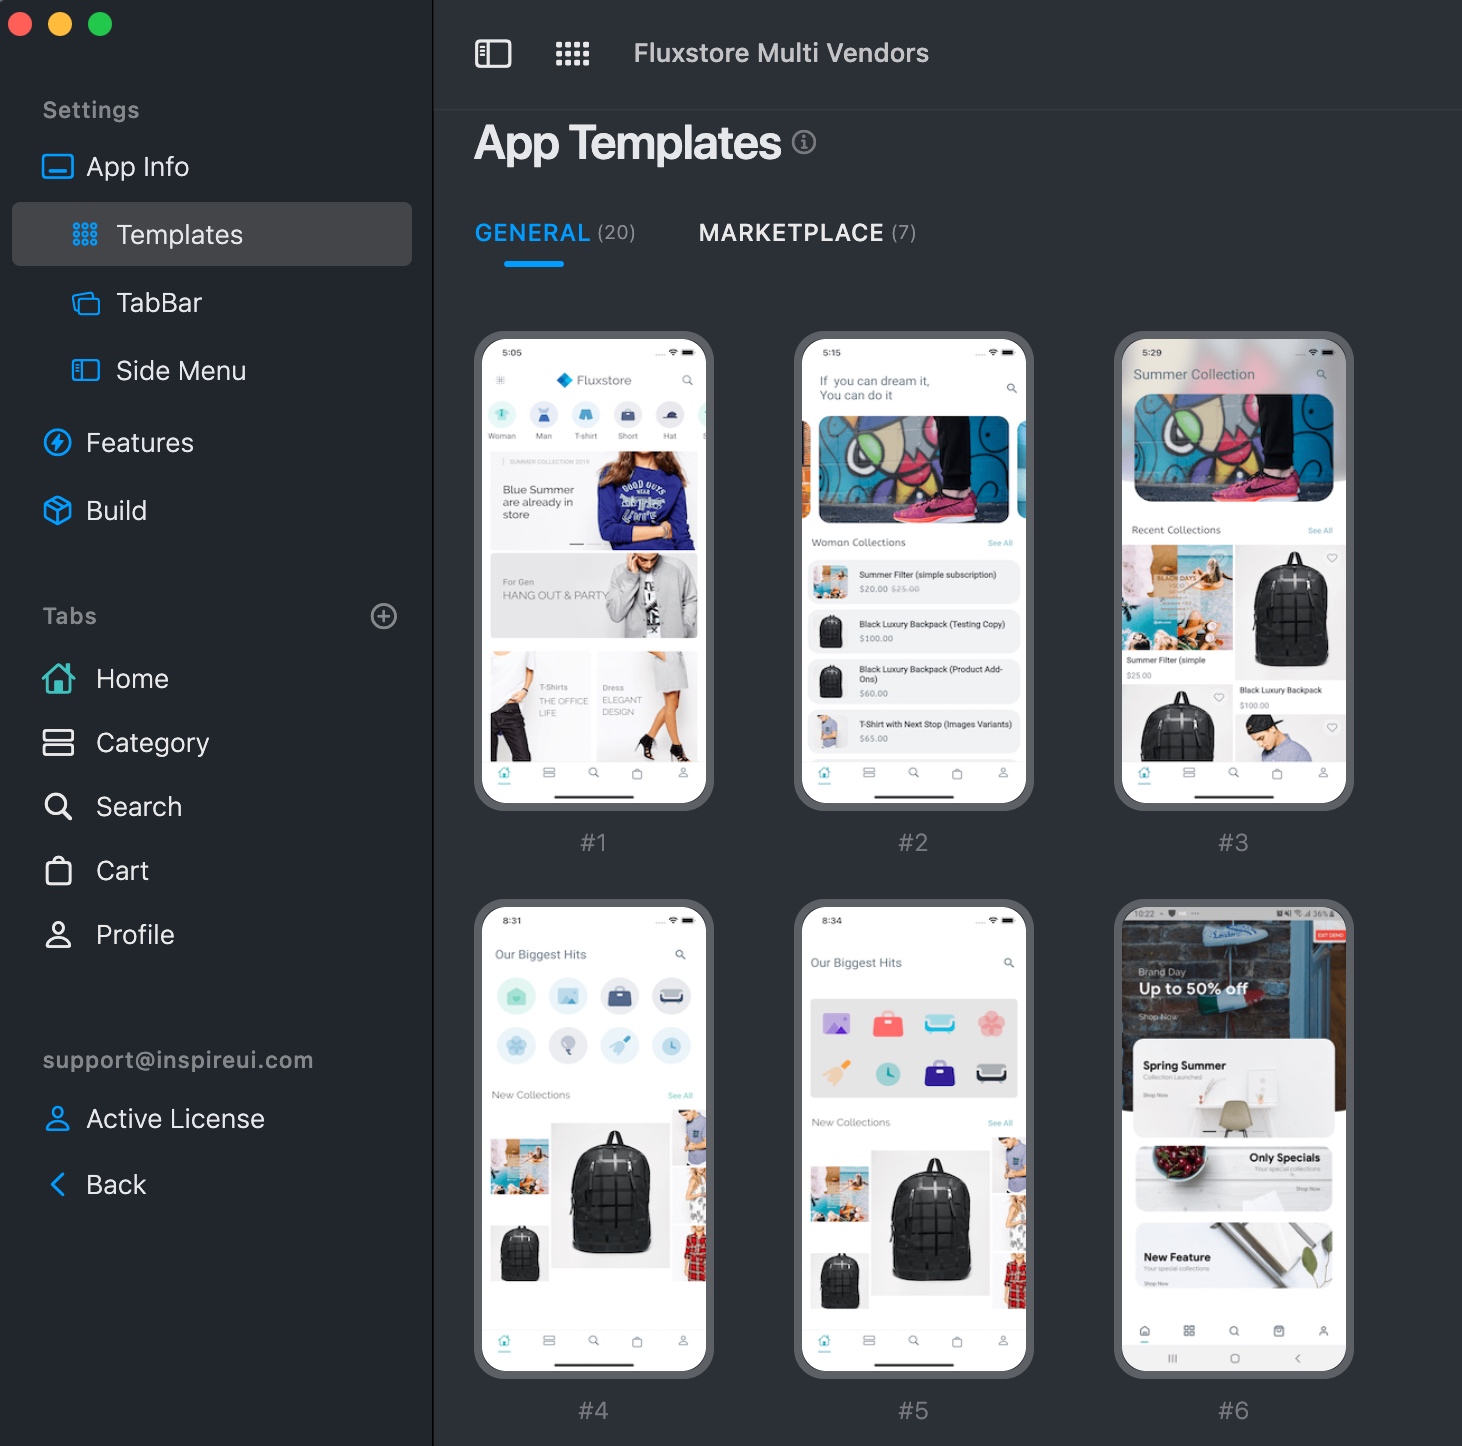 Settings
App Info
Templates
TabBar
Side Menu
Features
Build
Tabs
Home
Category
Search
Cart
Profile
support@inspireui.com
Active License
Back
Fluxstore Multi Vendors
App Templates
GENERAL (20)
MARKETPLACE (7)
5:05
Fluxstore
Woman Man T-shirt Short Hat
SUMMER COLLECTION 2019
Blue Summer
are already in
store
GOOD GUYS
WEAR
For Gen
HANG OUT & PARTY
T-Shirts
THE OFFICE
LIFE
Dress
ELEGANT
DESIGN
#1
5:15
If you can dream it,
You can do it
Woman Collections See All
Summer Filter (simple subscription)
$20.00 $25.00
Black Luxury Backpack (Testing Copy)
$100.00
Black Luxury Backpack (Product Add-
Ons)
$60.00
T-Shirt with Next Stop (Images Variants)
$65.00
#2
5:29
Summer Collection
Recent Collections See All
BLACK DAYS
Summer Filter (simple
$25.00
Black Luxury Backpack
$100.00
#3
8:31
Our Biggest Hits
New Collections See All
#4
8:34
Our Biggest Hits
New Collections See All
#5
10:22
36%
EXIT DEMO
Brand Day
Up to 50% off
Shop Now
Spring Summer
Collection Launched
Shop Now
Only Specials
Your special collections
Shop Now
New Feature
Your special collections
Shop Now
#6